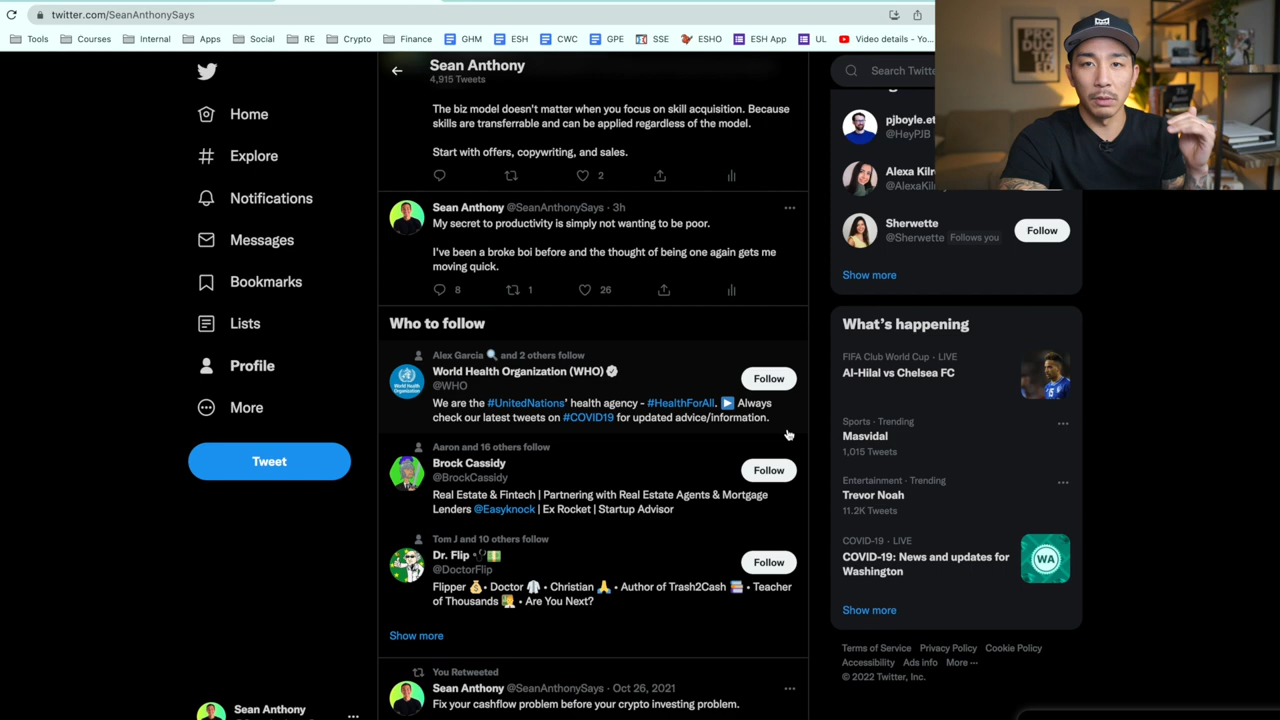 twitter.com/SeanAnthonySays
Tools
Courses
Internal
Apps
Social
RE
Crypto
Finance
GHM
ESH
CWC
GPE
SSE
ESHO
ESH App
UL
Video details - Yo...
Home
Explore
Notifications
Messages
Bookmarks
Lists
Profile
More
Tweet
Sean Anthony
Sean Anthony
4,915 Tweets
The biz model doesn't matter when you focus on skill acquisition. Because
skills are transferrable and can be applied regardless of the model.
Start with offers, copywriting, and sales.
2
Sean Anthony @SeanAnthonySays · 3h
My secret to productivity is simply not wanting to be poor.
I've been a broke boi before and the thought of being one again gets me
moving quick.
8 1 26
Who to follow
Alex Garcia and 2 others follow
World Health Organization (WHO)
@WHO
Follow
We are the #UnitedNations' health agency - #HealthForAll. Always
check our latest tweets on #COVID19 for updated advice/information.
Aaron and 16 others follow
Brock Cassidy
@BrockCassidy
Follow
Real Estate & Fintech | Partnering with Real Estate Agents & Mortgage
Lenders @Easyknock | Ex Rocket | Startup Advisor
Tom J and 10 others follow
Dr. Flip
@DoctorFlip
Follow
Flipper • Doctor • Christian • Author of Trash2Cash • Teacher
of Thousands • Are You Next?
Show more
You Retweeted
Sean Anthony @SeanAnthonySays · Oct 26, 2021
Fix your cashflow problem before your crypto investing problem.
Search Twitte
pjboyle.et
@HeyPJB
Alexa Kilr
@AlexaKil
Sherwette
@Sherwette Follows you
Follow
Show more
What's happening
FIFA Club World Cup · LIVE
Al-Hilal vs Chelsea FC
Sports · Trending
Masvidal
1,015 Tweets
Entertainment · Trending
Trevor Noah
11.2K Tweets
COVID-19 · LIVE
COVID-19: News and updates for
Washington
WA
Show more
Terms of Service Privacy Policy Cookie Policy
Accessibility Ads info More ···
© 2022 Twitter, Inc.